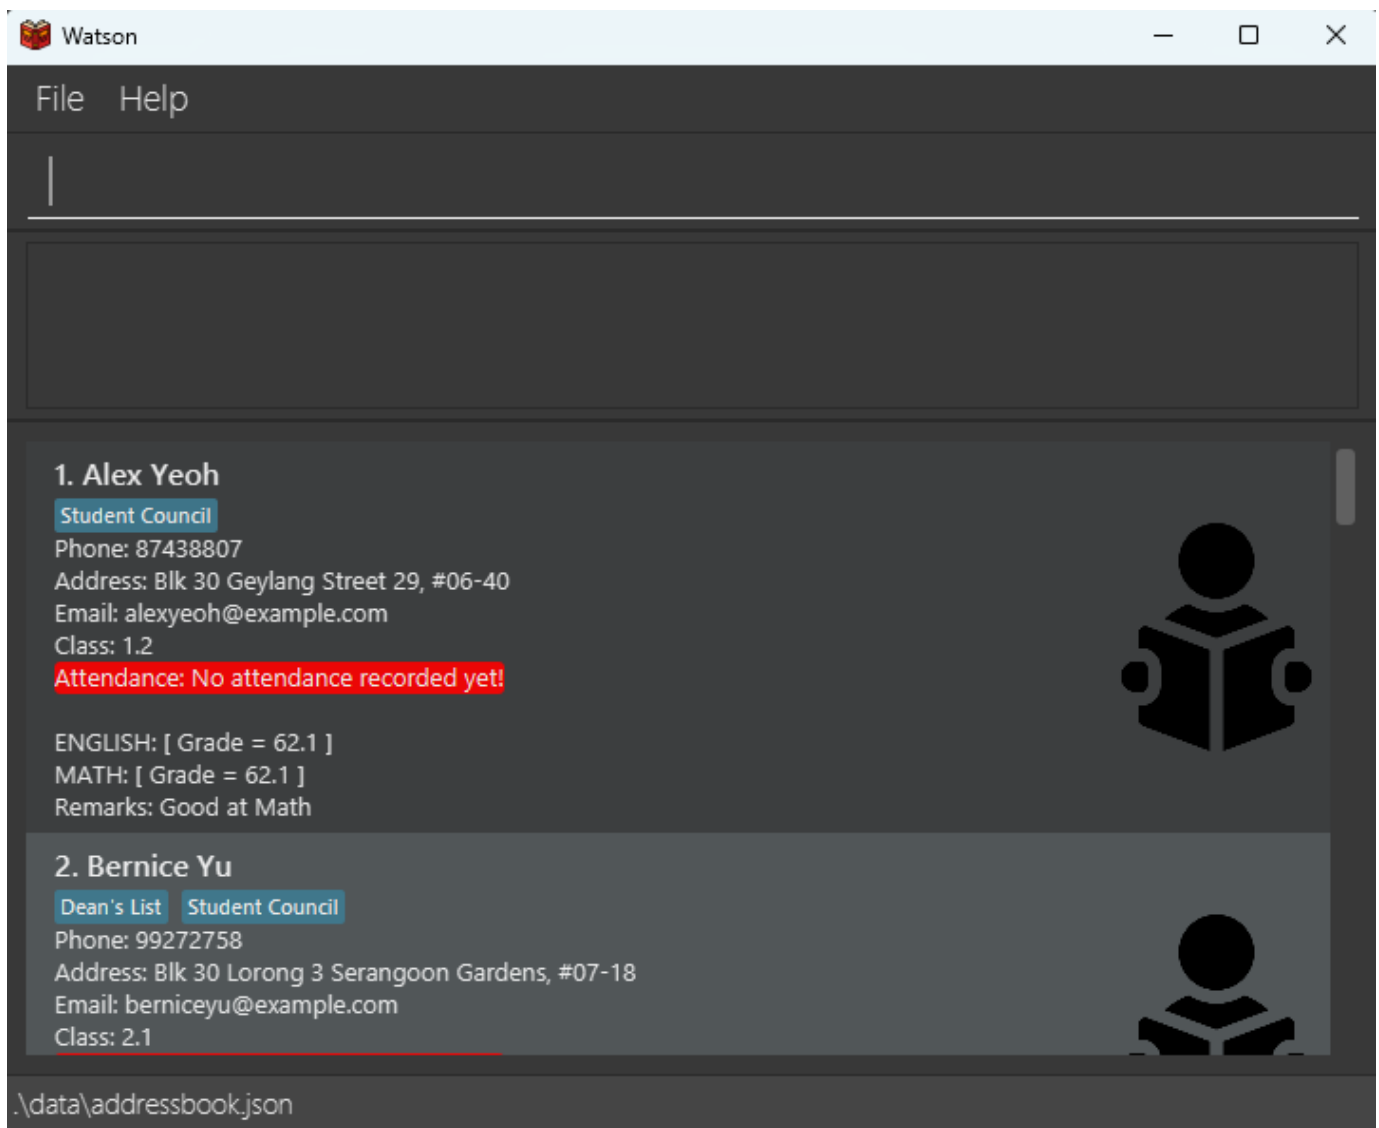 Watson
File Help
1. Alex Yeoh
Student Council
Phone: 87438807
Address: Blk 30 Geylang Street 29, #06-40
Email: alexyeoh@example.com
Class: 1.2
Attendance: No attendance recorded yet!
ENGLISH: [ Grade = 62.1 ]
MATH: [ Grade = 62.1 ]
Remarks: Good at Math
2. Bernice Yu
Dean's List Student Council
Phone: 99272758
Address: Blk 30 Lorong 3 Serangoon Gardens, #07-18
Email: berniceyu@example.com
Class: 2.1
.\data\addressbook.json